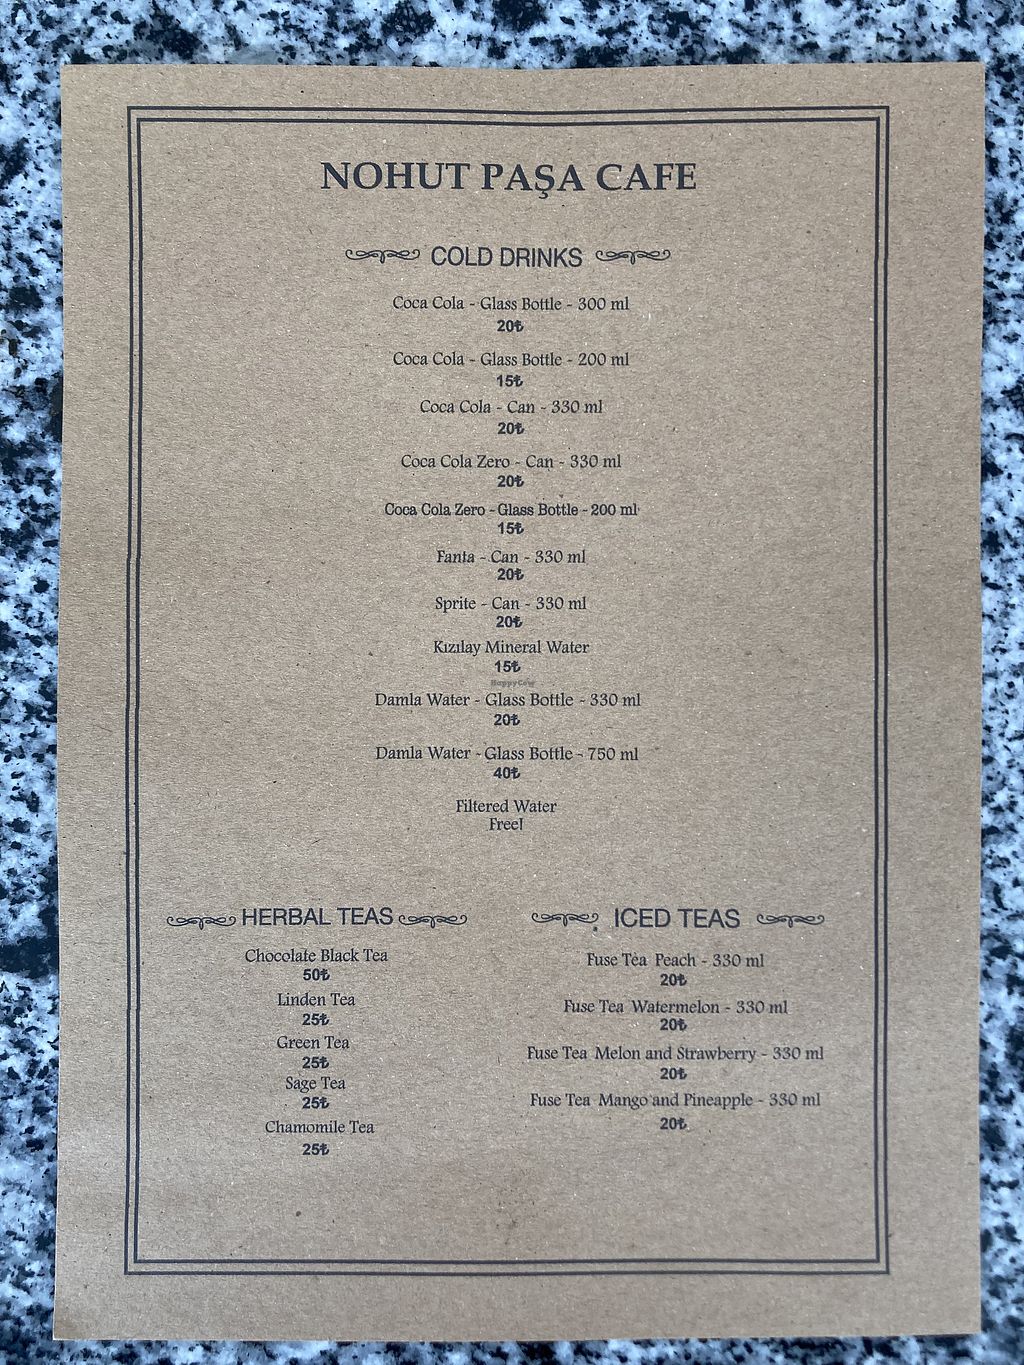 NOHUT PAŞA CAFE
COLD DRINKS
Coca Cola - Glass Bottle - 300 ml
20₺
Coca Cola - Glass Bottle - 200 ml
15₺
Coca Cola - Can - 330 ml
20₺
Coca Cola Zero - Can - 330 ml
20₺
Coca Cola Zero - Glass Bottle - 200 ml
15₺
Fanta - Can - 330 ml
20₺
Sprite - Can - 330 ml
20₺
Kızılay Mineral Water
15₺
HappyCow
Damla Water - Glass Bottle - 330 ml
20₺
Damla Water - Glass Bottle - 750 ml
40₺
Filtered Water
Free!
HERBAL TEAS
Chocolate Black Tea
50₺
Linden Tea
25₺
Green Tea
25₺
Sage Tea
25₺
Chamomile Tea
25₺
ICED TEAS
Fuse Tea Peach - 330 ml
20₺
Fuse Tea Watermelon - 330 ml
20₺
Fuse Tea Melon and Strawberry - 330 ml
20₺
Fuse Tea Mango and Pineapple - 330 ml
20₺